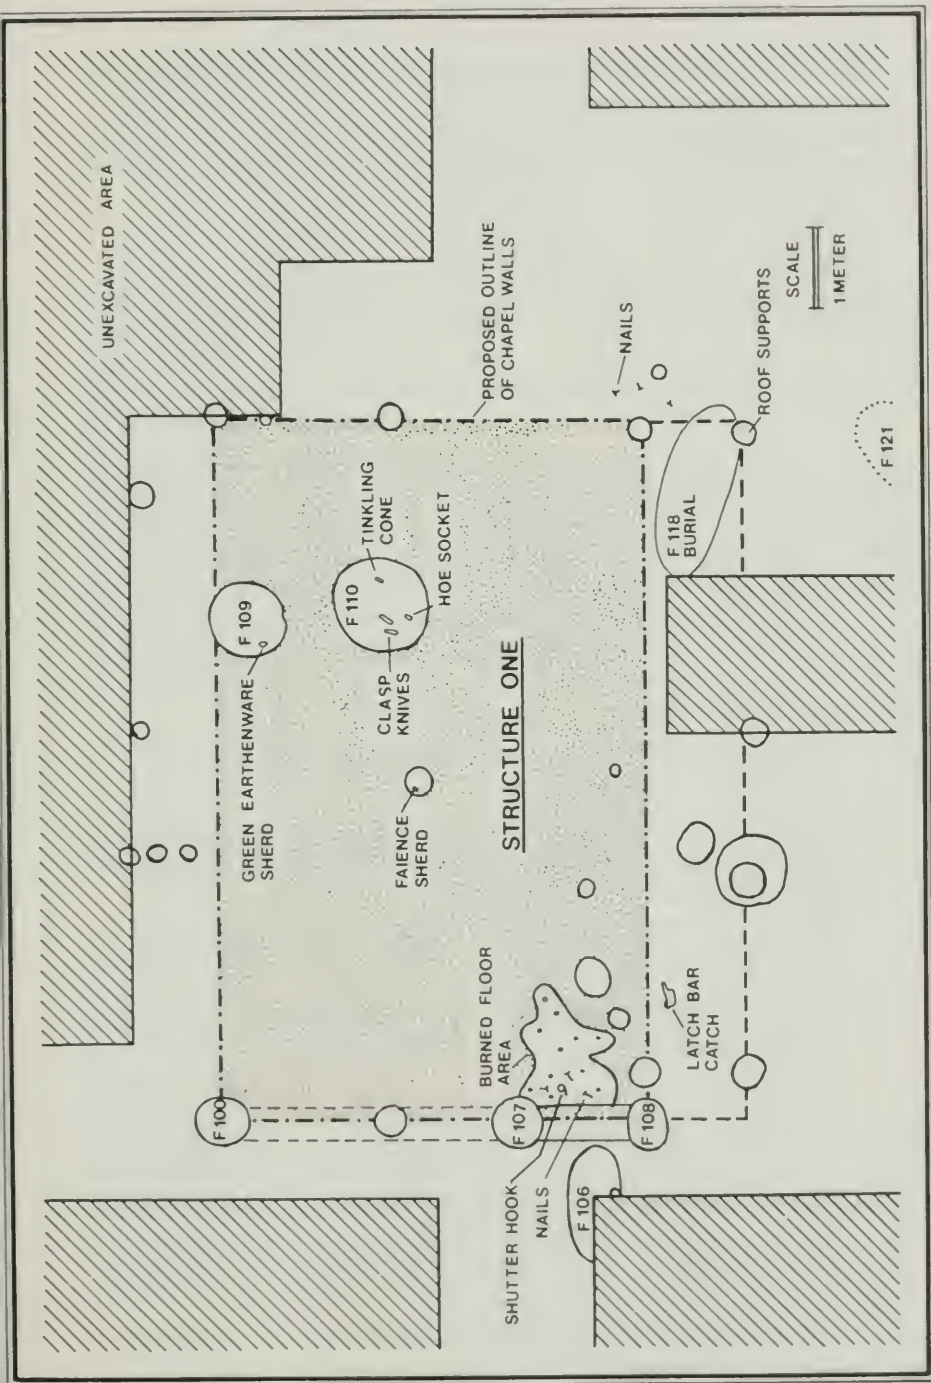 UNEXCAVATED AREA
PROPOSED OUTLINE
OF CHAPEL WALLS
NAILS
ROOF SUPPORTS
SCALE
1 METER
F 121
F 118
BURIAL
TINKLING
CONE
F 110
HOE SOCKET
CLASP
KNIVES
F 109
GREEN EARTHENWARE
SHERD
FAIENCE
SHERD
STRUCTURE ONE
BURNED FLOOR
AREA
LATCH BAR
CATCH
F 100
F 107
F 108
SHUTTER HOOK
NAILS
F 106